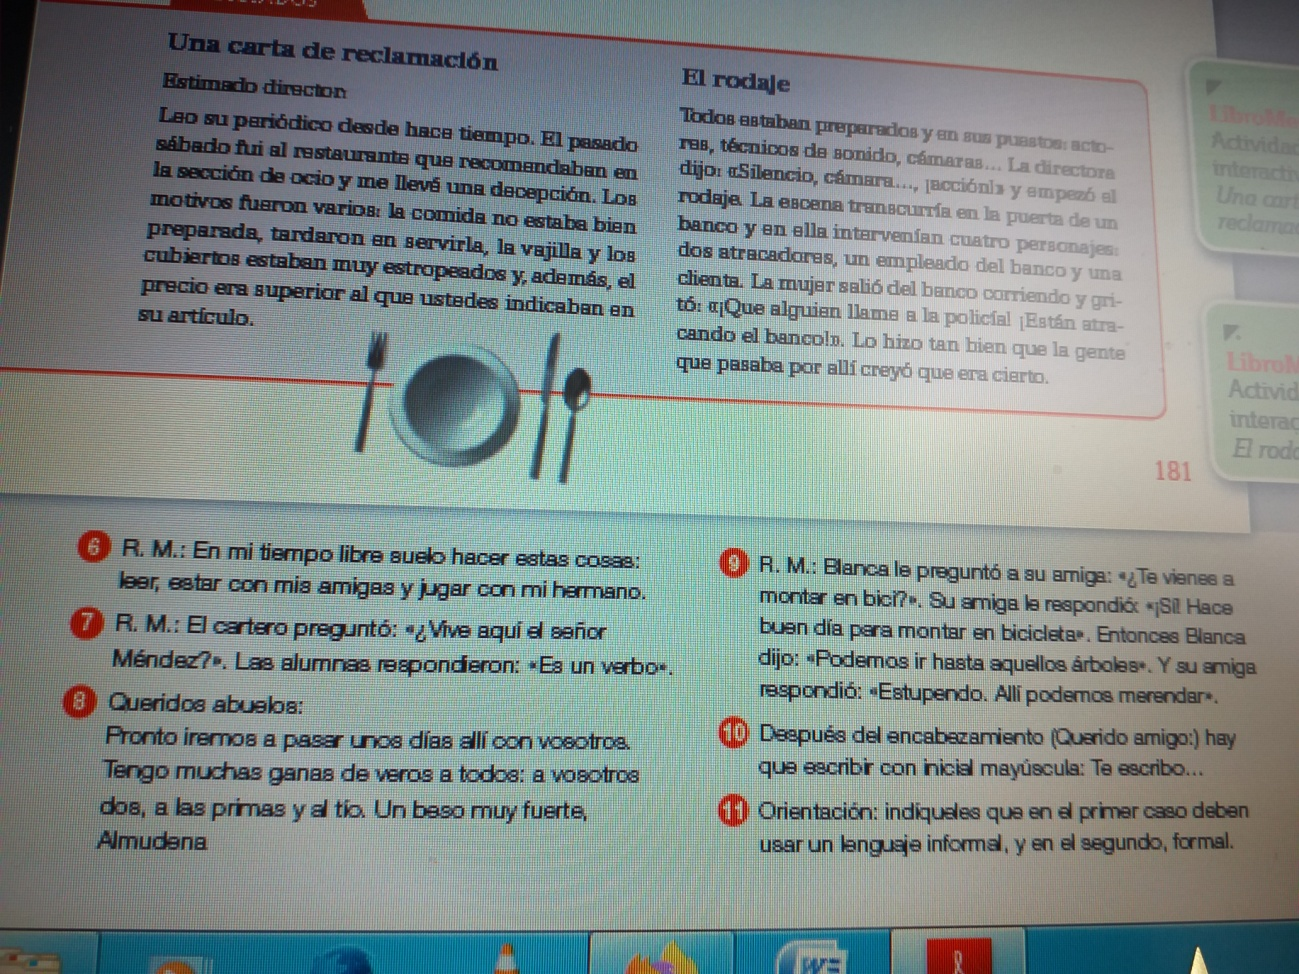 Una carta de reclamación
Estimado director:
Leo su periódico desde hace tiempo. El pasado
sábado fui al restaurante que recomendaban en
la sección de ocio y me llevé una decepción. Los
motivos fueron varios: la comida no estaba bien
preparada, tardaron en servirla, la vajilla y los
cubiertos estaban muy estropeados y, además, el
precio era superior al que ustedes indicaban en
su artículo.
El rodaje
Todos estaban preparados y en sus puestos: acto-
res, técnicos de sonido, cámaras... La directora
dijo: «Silencio, cámara..., ¡acción!» y empezó el
rodaje. La escena transcurría en la puerta de un
banco y en ella intervenían cuatro personajes:
dos atracadores, un empleado del banco y una
clienta. La mujer salió del banco corriendo y gri-
tó: «¡Que alguien llame a la policía! ¡Están atra-
cando el banco!». Lo hizo tan bien que la gente
que pasaba por allí creyó que era cierto.
181
Activid
El
6 R. M.: En mi tiempo libre suelo hacer estas cosas:
leer, estar con mis amigas y jugar con mi hermano.
7 R. M.: El cartero preguntó: «¿Vive aquí el señor
Méndez?». Las alumnas respondieron: «Es un verbo».
8 Queridos abuelos:
Pronto iremos a pasar unos días allí con vosotros.
Tengo muchas ganas de veros a todos: a vosotros
dos, a las primas y al tío. Un beso muy fuerte,
Almudena
9 R. M.: Blanca le preguntó a su amiga: «¿Te vienes a
montar en bici?». Su amiga le respondió: «¡Sí! Hace
buen día para montar en bicicleta». Entonces Blanca
dijo: «Podemos ir hasta aquellos árboles». Y su amiga
respondió: «Estupendo. Allí podemos merendar».
10 Después del encabezamiento (Querido amigo:) hay
que escribir con inicial mayúscula: Te escribo...
11 Orientación: indíqueles que en el primer caso deben
usar un lenguaje informal, y en el segundo, formal.